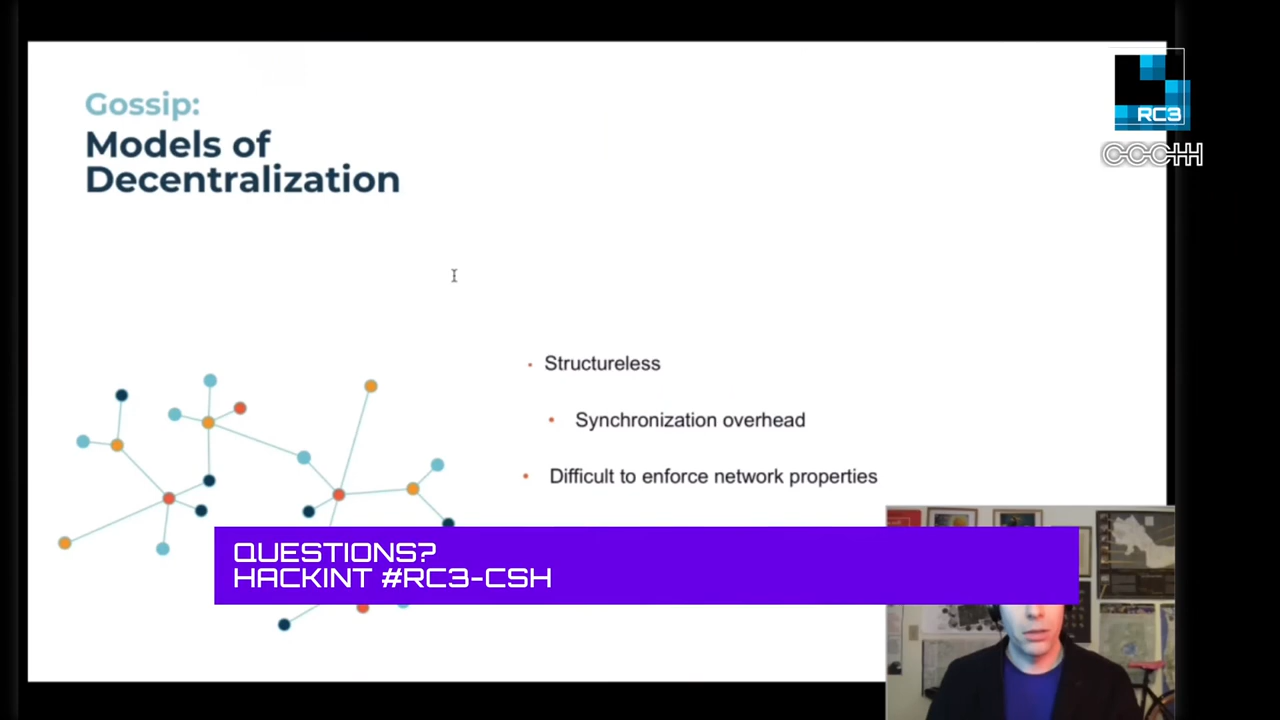 Gossip:
Models of
Decentralization
RC3
CCCHH
Structureless
Synchronization overhead
Difficult to enforce network properties
QUESTIONS?
HACKINT #RC3-CSH